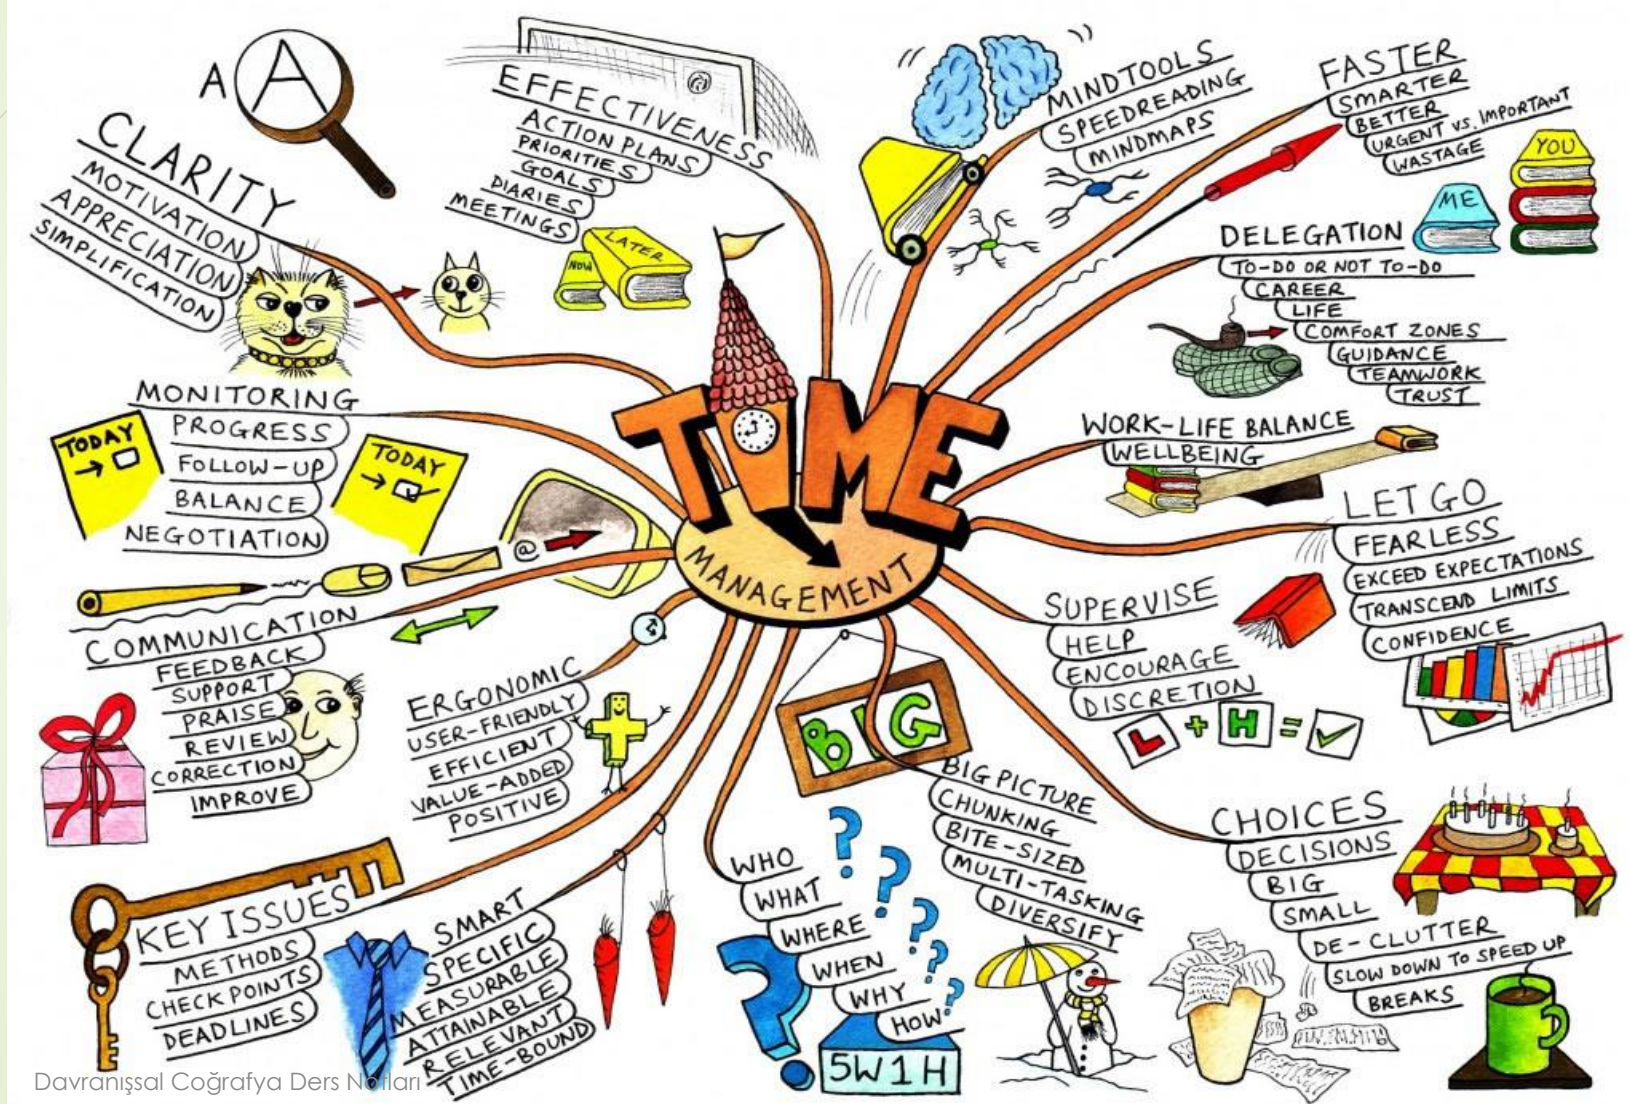 A A
CLARITY
MOTIVATION
APPRECIATION
SIMPLIFICATION
EFFECTIVENESS
ACTION PLANS
PRIORITIES
GOALS
DIARIES
MEETINGS
NOW
LATER
MINDTOOLS
SPEEDREADING
MINDMAPS
FASTER
SMARTER
BETTER
URGENT VS. IMPORTANT
WASTAGE
YOU
ME
DELEGATION
TO-DO OR NOT TO-DO
CAREER
LIFE
COMFORT ZONES
GUIDANCE
TEAMWORK
TRUST
MONITORING
PROGRESS
FOLLOW-UP
BALANCE
NEGOTIATION
TODAY
TODAY
TIME
MANAGEMENT
WORK-LIFE BALANCE
WELLBEING
LET GO
FEARLESS
EXCEED EXPECTATIONS
TRANSCEND LIMITS
CONFIDENCE
@
COMMUNICATION
FEEDBACK
SUPPORT
PRAISE
REVIEW
CORRECTION
IMPROVE
ERGONOMIC
USER-FRIENDLY
EFFICIENT
VALUE-ADDED
POSITIVE
SUPERVISE
HELP
ENCOURAGE
DISCRETION
L + H = ✓
BIG
BIG PICTURE
CHUNKING
BITE-SIZED
MULTI-TASKING
DIVERSIFY
CHOICES
DECISIONS
BIG
SMALL
DE-CLUTTER
SLOW DOWN TO SPEED UP
BREAKS
KEY ISSUES
METHODS
CHECK POINTS
DEADLINES
SMART
SPECIFIC
MEASURABLE
ATTAINABLE
RELEVANT
TIME-BOUND
WHO
WHAT
WHERE
WHEN
WHY
HOW
? ? ? ? ? ?
5W1H
Davranışsal Coğrafya Ders Notları